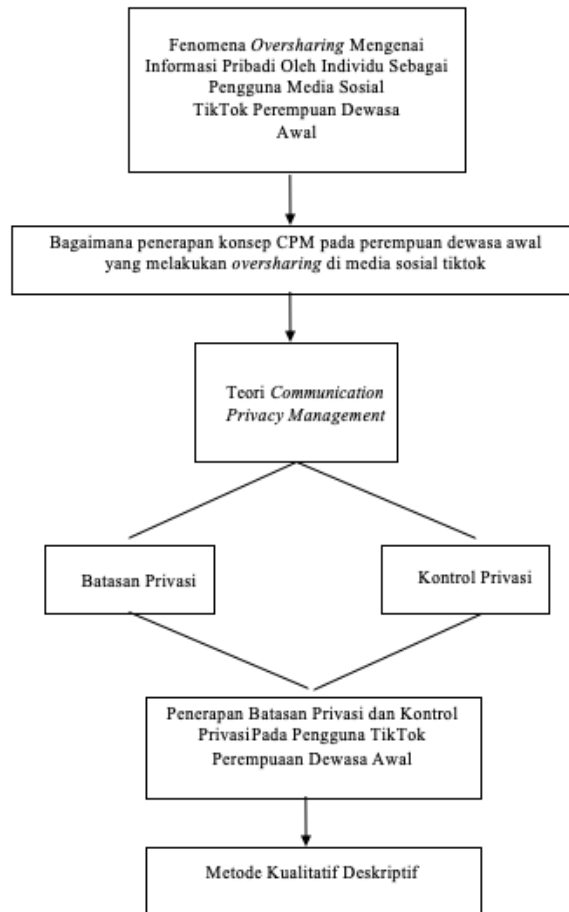 Fenomena Oversharing Mengenai
Informasi Pribadi Oleh Individu Sebagai
Pengguna Media Sosial
TikTok Perempuan Dewasa
Awal
Bagaimana penerapan konsep CPM pada perempuan dewasa awal
yang melakukan oversharing di media sosial tiktok
Teori Communication
Privacy Management
Batasan Privasi
Kontrol Privasi
Penerapan Batasan Privasi dan Kontrol
PrivasiPada Pengguna TikTok
Perempuaan Dewasa Awal
Metode Kualitatif Deskriptif